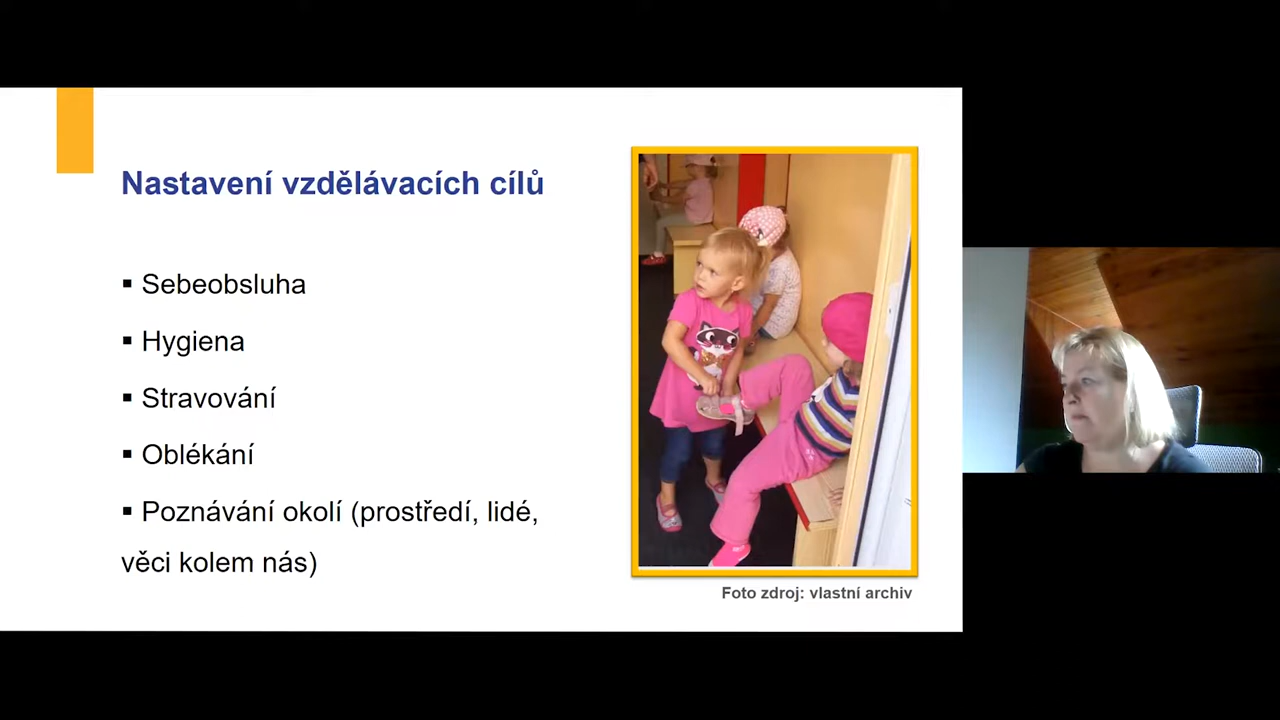 Nastavení vzdělávacích cílů
▪ Sebeobsluha
▪ Hygiena
▪ Stravování
▪ Oblékání
▪ Poznávání okolí (prostředí, lidé,
věci kolem nás)
Foto zdroj: vlastní archiv